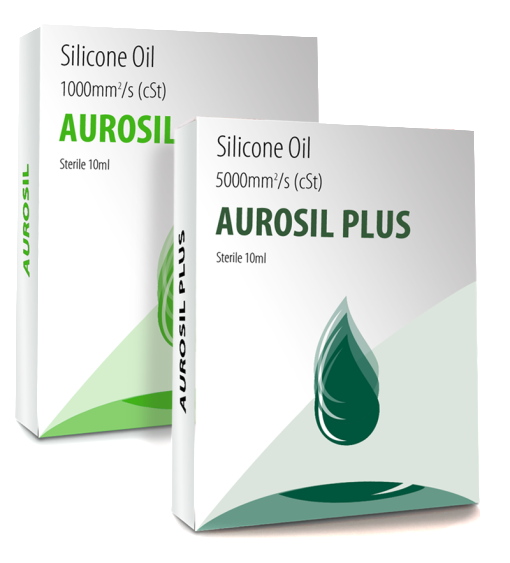 Silicone Oil
1000mm²/s (cSt)
AUROSIL
Sterile 10ml
AUROSIL
Silicone Oil
5000mm²/s (cSt)
AUROSIL PLUS
Sterile 10ml
AUROSIL PLUS